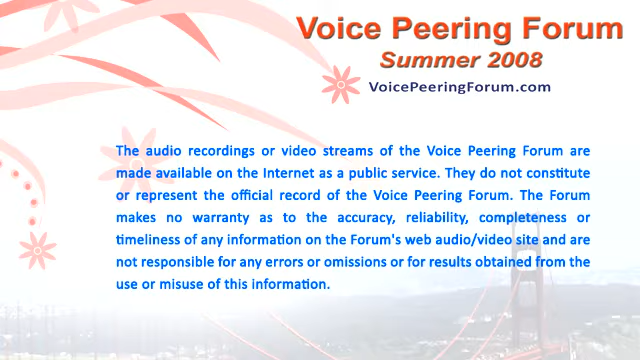 Voice Peering Forum
Summer 2008
VoicePeeringForum.com
The audio recordings or video streams of the Voice Peering Forum are
made available on the Internet as a public service. They do not constitute
or represent the official record of the Voice Peering Forum. The Forum
makes no warranty as to the accuracy, reliability, completeness or
timeliness of any information on the Forum's web audio/video site and are
not responsible for any errors or omissions or for results obtained from the
use or misuse of this information.